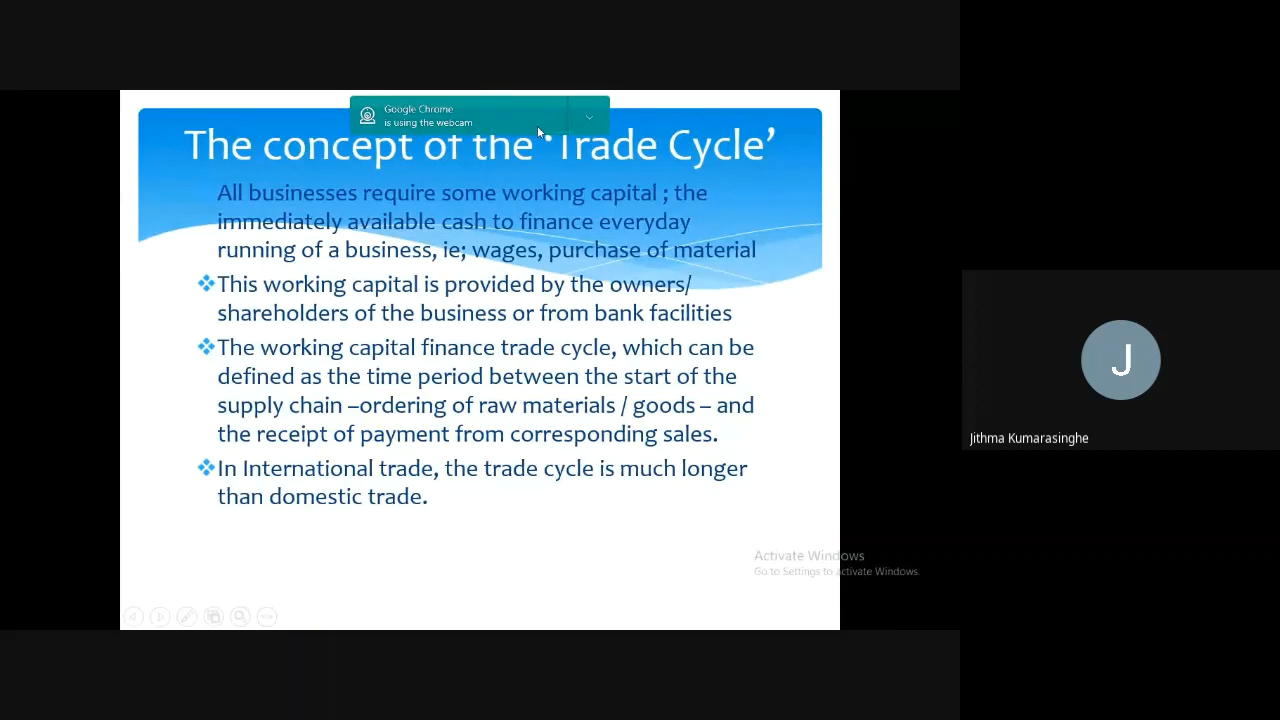 Google Chrome
is using the webcam
The concept of the 'Trade Cycle'
All businesses require some working capital ; the
immediately available cash to finance everyday
running of a business, ie; wages, purchase of material
This working capital is provided by the owners/
shareholders of the business or from bank facilities
The working capital finance trade cycle, which can be
defined as the time period between the start of the
supply chain –ordering of raw materials / goods – and
the receipt of payment from corresponding sales.
In International trade, the trade cycle is much longer
than domestic trade.
J
Jithma Kumarasinghe
Activate Windows
Go to Settings to activate Windows.